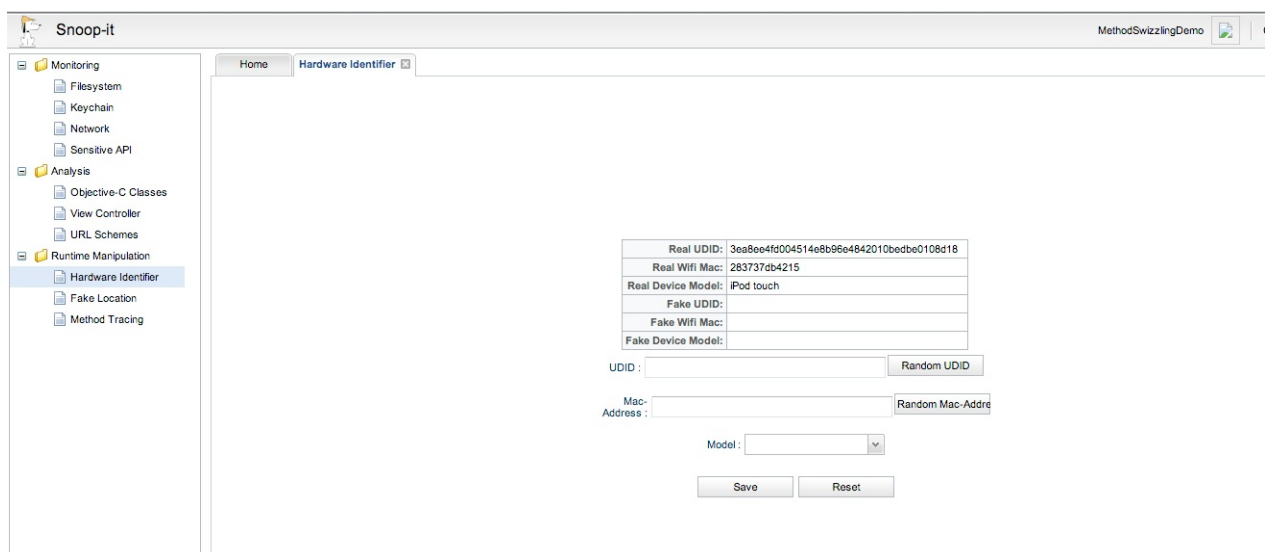 Snoop-it
MethodSwizzlingDemo
Monitoring
Filesystem
Keychain
Network
Sensitive API
Analysis
Objective-C Classes
View Controller
URL Schemes
Runtime Manipulation
Hardware Identifier
Fake Location
Method Tracing
Home
Hardware Identifier
Real UDID: 3ea8ee4fd004514e8b96e4842010bedbe0108d18
Real Wifi Mac: 283737db4215
Real Device Model: iPod touch
Fake UDID:
Fake Wifi Mac:
Fake Device Model:
UDID :
Random UDID
Mac-
Address :
Random Mac-Addre
Model :
Save
Reset